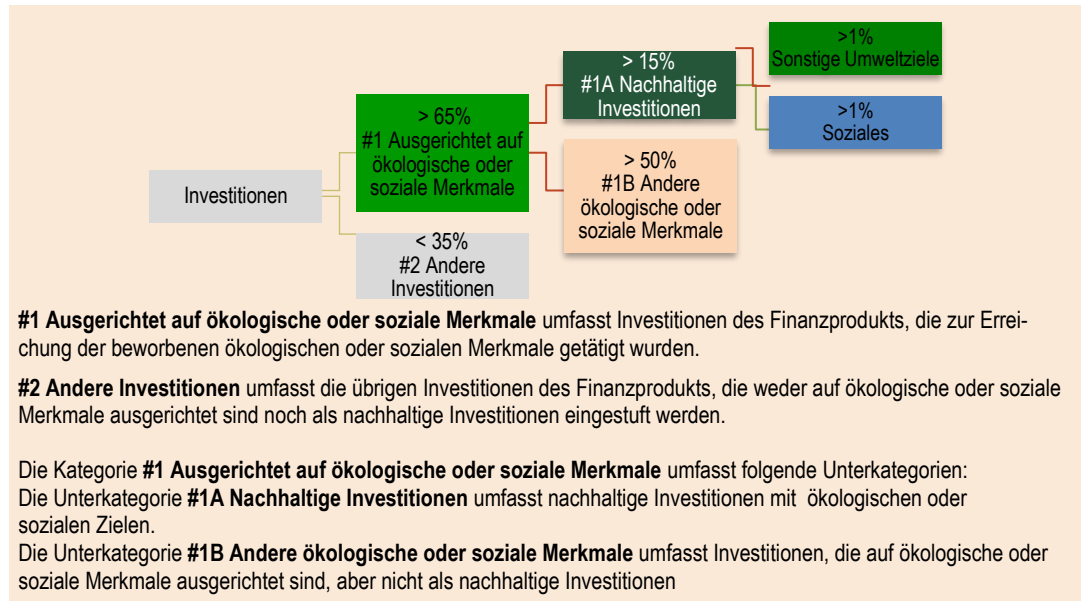 >1%
Sonstige Umweltziele
> 15%
#1A Nachhaltige
Investitionen
>1%
Soziales
> 65%
#1 Ausgerichtet auf
ökologische oder
soziale Merkmale
> 50%
#1B Andere
ökologische oder
soziale Merkmale
Investitionen
< 35%
#2 Andere
Investitionen
#1 Ausgerichtet auf ökologische oder soziale Merkmale umfasst Investitionen des Finanzprodukts, die zur Errei-
chung der beworbenen ökologischen oder sozialen Merkmale getätigt wurden.
#2 Andere Investitionen umfasst die übrigen Investitionen des Finanzprodukts, die weder auf ökologische oder soziale
Merkmale ausgerichtet sind noch als nachhaltige Investitionen eingestuft werden.
Die Kategorie #1 Ausgerichtet auf ökologische oder soziale Merkmale umfasst folgende Unterkategorien:
Die Unterkategorie #1A Nachhaltige Investitionen umfasst nachhaltige Investitionen mit ökologischen oder
sozialen Zielen.
Die Unterkategorie #1B Andere ökologische oder soziale Merkmale umfasst Investitionen, die auf ökologische oder
soziale Merkmale ausgerichtet sind, aber nicht als nachhaltige Investitionen